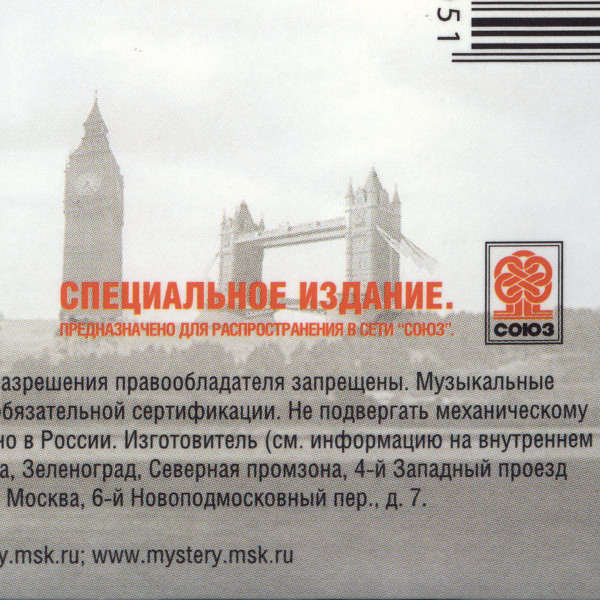 51
СПЕЦИАЛЬНОЕ ИЗДАНИЕ.
ПРЕДНАЗНАЧЕНО ДЛЯ РАСПРОСТРАНЕНИЯ В СЕТИ "СОЮЗ".
СОЮЗ
азрешения правообладателя запрещены. Музыкальные
обязательной сертификации. Не подвергать механическому
но в России. Изготовитель (см. информацию на внутреннем
а, Зеленоград, Северная промзона, 4-й Западный проезд
Москва, 6-й Новоподмосковный пер., д. 7.
y.msk.ru; www.mystery.msk.ru